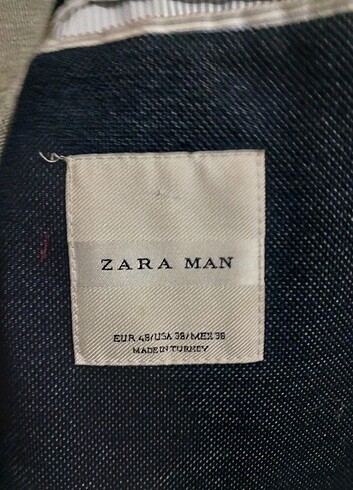 ZARA MAN
EUR 48/USA 38/MEX 38
MADE IN TURKEY